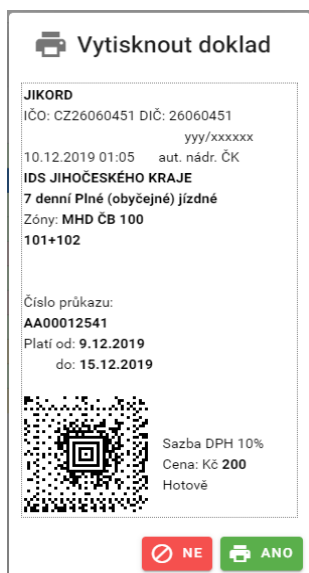 Vytisknout doklad
JIKORD
IČO: CZ26060451 DIČ: 26060451
yyy/xxxxxx
10.12.2019 01:05 aut. nádr. ČK
IDS JIHOČESKÉHO KRAJE
7 denní Plné (obyčejné) jízdné
Zóny: MHD ČB 100
101+102
Číslo průkazu:
AA00012541
Platí od: 9.12.2019
do: 15.12.2019
Sazba DPH 10%
Cena: Kč 200
Hotově
NE
ANO